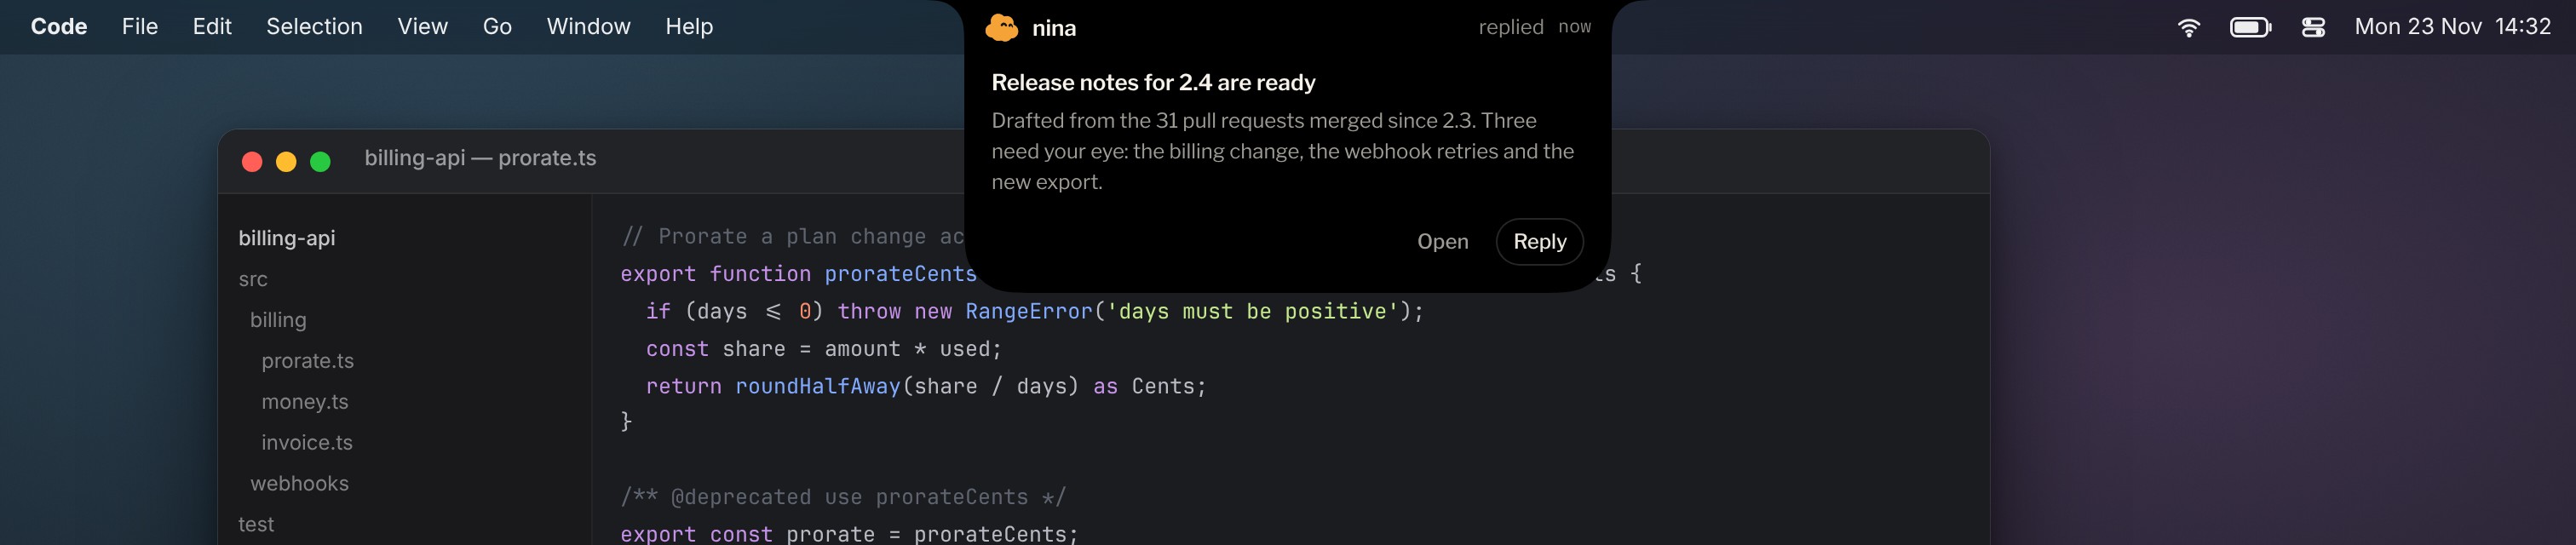 Code File Edit Selection View Go Window Help
nina replied now
Mon 23 Nov 14:32
Release notes for 2.4 are ready
Drafted from the 31 pull requests merged since 2.3. Three
need your eye: the billing change, the webhook retries and the
new export.
Open Reply
billing-api — prorate.ts
billing-api
src
billing
prorate.ts
money.ts
invoice.ts
webhooks
test
// Prorate a plan change ac
export function prorateCents ts {
if (days <= 0) throw new RangeError('days must be positive');
const share = amount * used;
return roundHalfAway(share / days) as Cents;
}
/** @deprecated use prorateCents */
export const prorate = prorateCents;